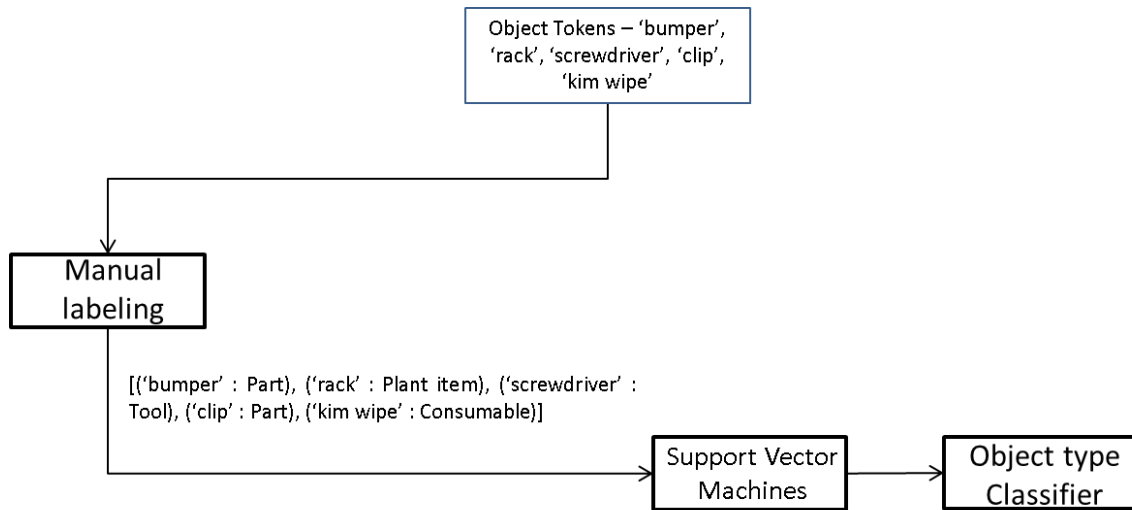 Object Tokens – ‘bumper’,
‘rack’, ‘screwdriver’, ‘clip’,
‘kim wipe’
Manual
labeling
[(‘bumper’ : Part), (‘rack’ : Plant item), (‘screwdriver’ :
Tool), (‘clip’ : Part), (‘kim wipe’ : Consumable)]
Support Vector
Machines
Object type
Classifier